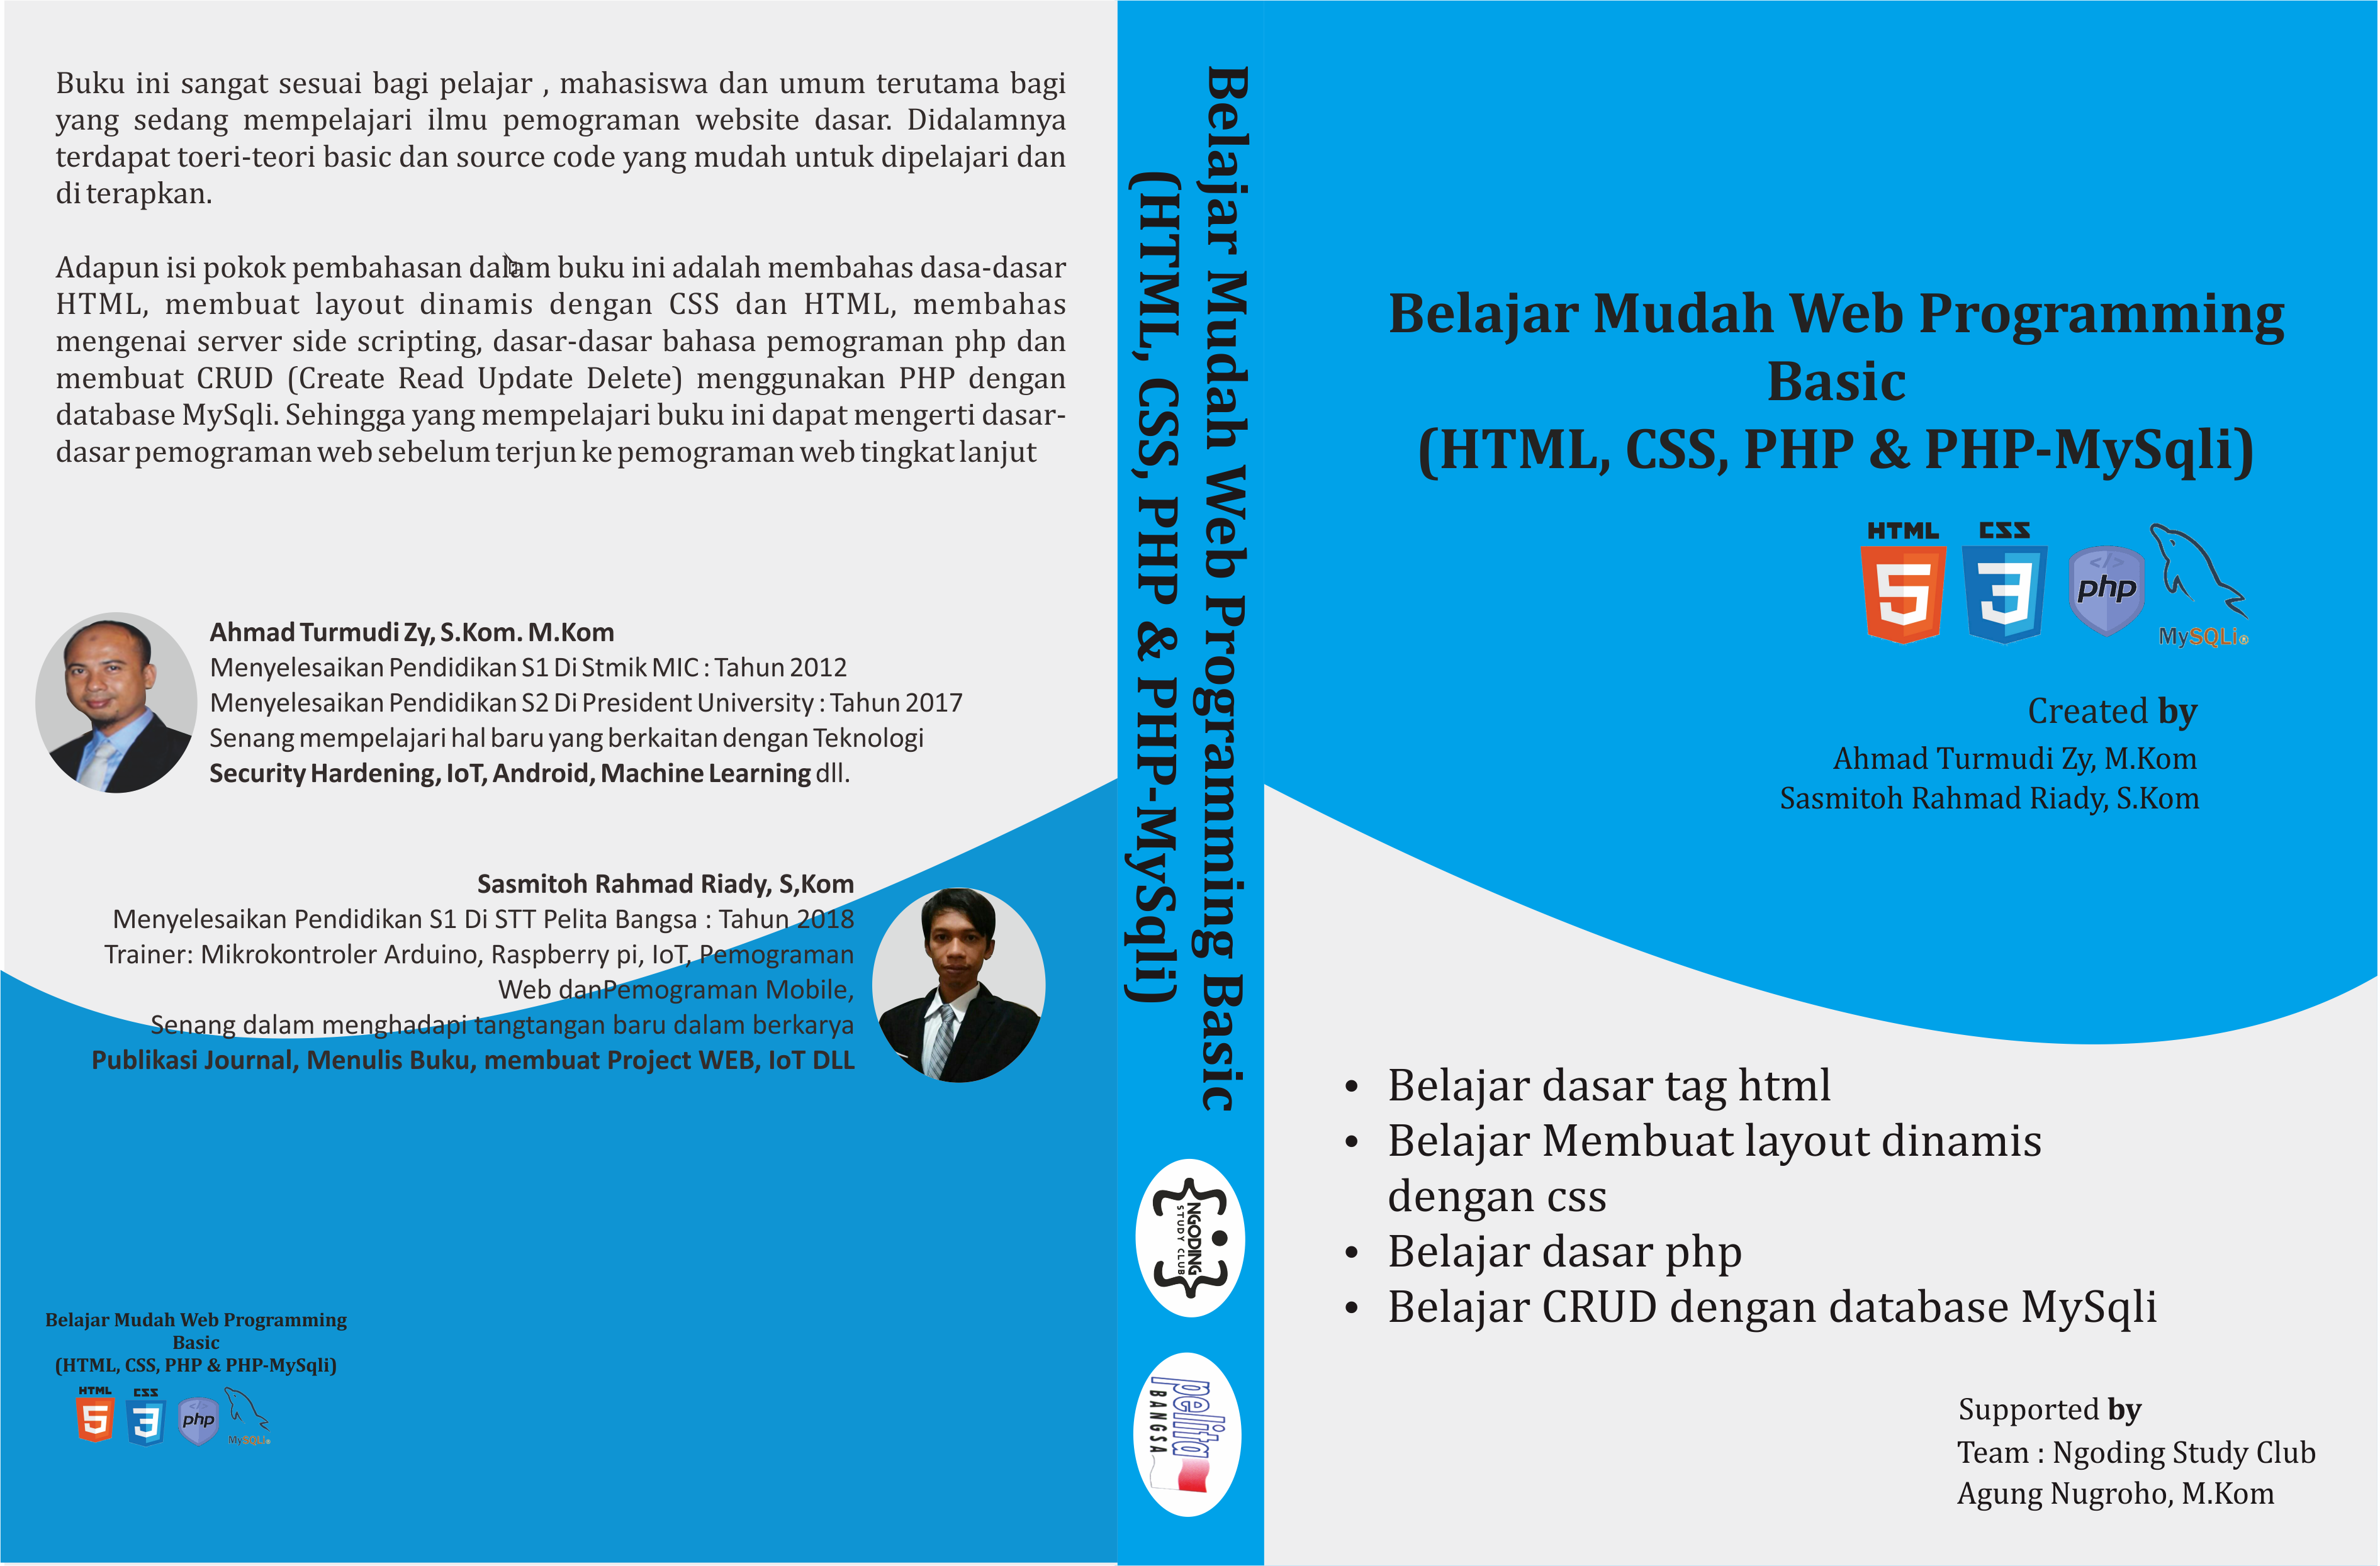 Buku ini sangat sesuai bagi pelajar , mahasiswa dan umum terutama bagi
yang sedang mempelajari ilmu pemograman website dasar. Didalamnya
terdapat toeri-teori basic dan source code yang mudah untuk dipelajari dan
di terapkan.
Adapun isi pokok pembahasan dalam buku ini adalah membahas dasa-dasar
HTML, membuat layout dinamis dengan CSS dan HTML, membahas
mengenai server side scripting, dasar-dasar bahasa pemograman php dan
membuat CRUD (Create Read Update Delete) menggunakan PHP dengan
database MySqli. Sehingga yang mempelajari buku ini dapat mengerti dasar-
dasar pemograman web sebelum terjun ke pemograman web tingkat lanjut
Ahmad Turmudi Zy, S.Kom. M.Kom
Menyelesaikan Pendidikan S1 Di Stmik MIC : Tahun 2012
Menyelesaikan Pendidikan S2 Di President University : Tahun 2017
Senang mempelajari hal baru yang berkaitan dengan Teknologi
Security Hardening, IoT, Android, Machine Learning dll.
Sasmitoh Rahmad Riady, S,Kom
Menyelesaikan Pendidikan S1 Di STT Pelita Bangsa : Tahun 2018
Trainer: Mikrokontroler Arduino, Raspberry pi, IoT, Pemograman
Web danPemograman Mobile,
Senang dalam menghadapi tangtangan baru dalam berkarya
Publikasi Journal, Menulis Buku, membuat Project WEB, IoT DLL
Belajar Mudah Web Programming
Basic
(HTML, CSS, PHP & PHP-MySqli)
HTML CSS
5 3 php
MySQLi®
Belajar Mudah Web Programming Basic
(HTML, CSS, PHP & PHP-MySqli)
{NGODING}
STUDY CLUB
pelita
BANGSA
Belajar Mudah Web Programming
Basic
(HTML, CSS, PHP & PHP-MySqli)
HTML CSS
5 3 </> php
MySQLi®
Created by
Ahmad Turmudi Zy, M.Kom
Sasmitoh Rahmad Riady, S.Kom
• Belajar dasar tag html
• Belajar Membuat layout dinamis
dengan css
• Belajar dasar php
• Belajar CRUD dengan database MySqli
Supported by
Team : Ngoding Study Club
Agung Nugroho, M.Kom